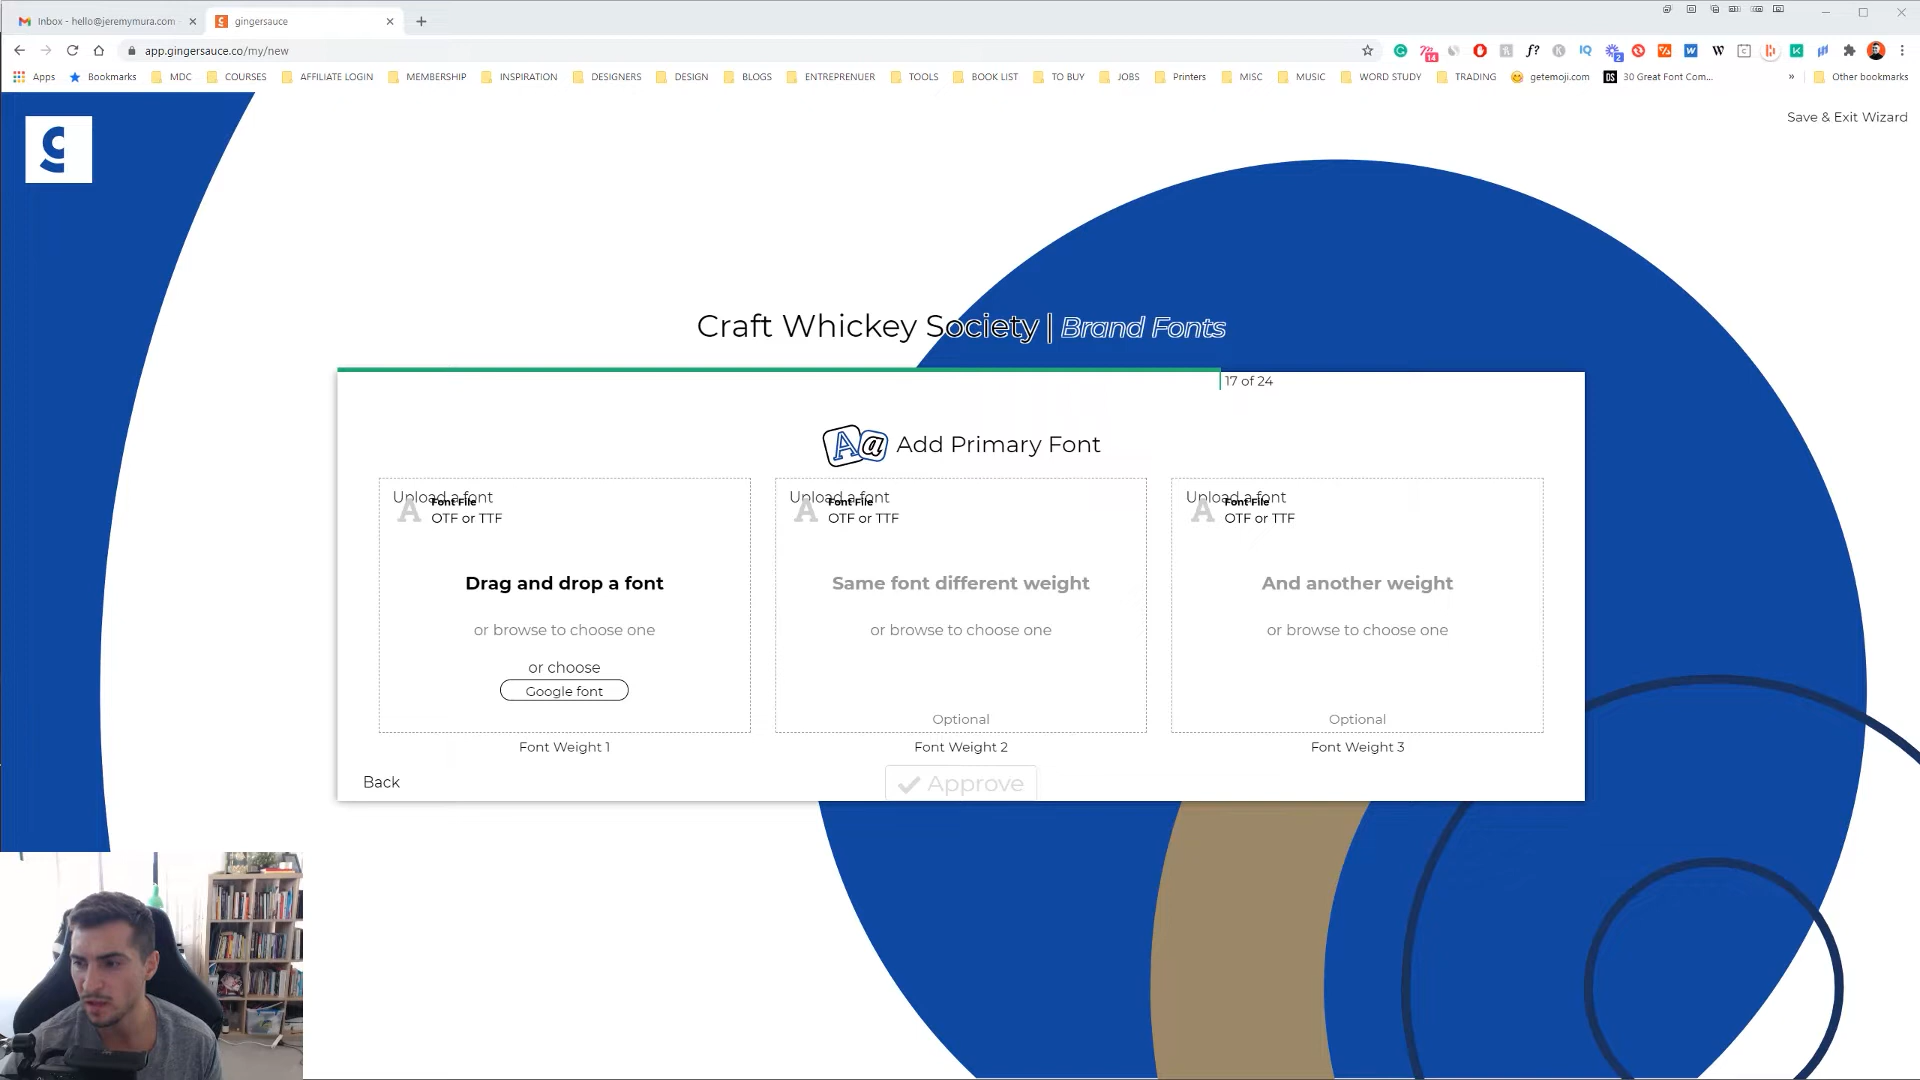 Inbox - hello@jeremymura.com
gingersauce
app.gingersauce.co/my/new
Apps
Bookmarks
MDC
COURSES
AFFILIATE LOGIN
MEMBERSHIP
INSPIRATION
DESIGNERS
DESIGN
BLOGS
ENTREPRENUER
TOOLS
BOOK LIST
TO BUY
JOBS
Printers
MISC
MUSIC
WORD STUDY
TRADING
getemoji.com
30 Great Font Com...
»
Other bookmarks
g
Save & Exit Wizard
Craft Whickey Society | Brand Fonts
17 of 24
Aa Add Primary Font
Upload a font
Font File
OTF or TTF
Drag and drop a font
or browse to choose one
or choose
Google font
Font Weight 1
Upload a font
Font File
OTF or TTF
Same font different weight
or browse to choose one
Optional
Font Weight 2
Upload a font
Font File
OTF or TTF
And another weight
or browse to choose one
Optional
Font Weight 3
Back
Approve